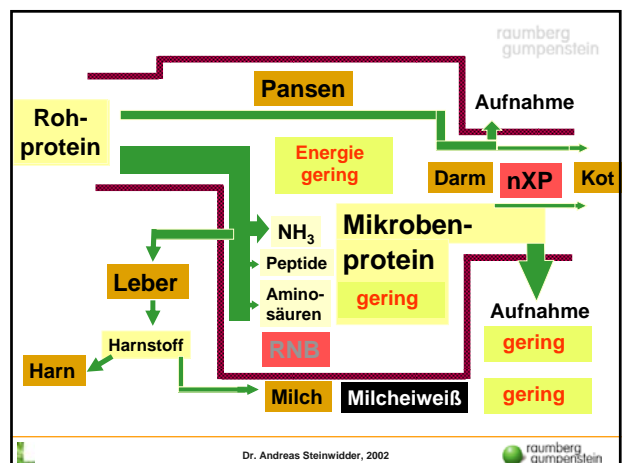 raumberg
gumpenstein
Pansen
Aufnahme
Roh-
protein
Energie
gering
Darm
nXP
Kot
NH3
Mikroben-
protein
Peptide
Leber
Amino-
säuren
gering
Aufnahme
Harnstoff
RNB
gering
Harn
Milch
Milcheiweiß
gering
Dr. Andreas Steinwidder, 2002
raumberg
gumpenstein